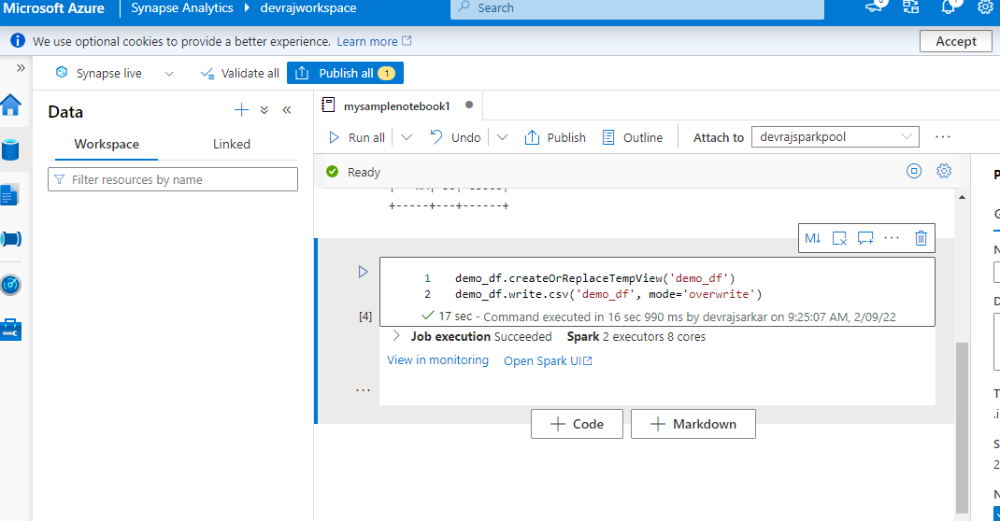 Microsoft Azure Synapse Analytics devrajworkspace Search
We use optional cookies to provide a better experience. Learn more Accept
Synapse live Validate all Publish all 1
Data
Workspace Linked
Filter resources by name
mysamplenotebook1
Run all Undo Publish Outline Attach to devrajsparkpool
Ready
+-----+---+------+
M↓
1 demo_df.createOrReplaceTempView('demo_df')
2 demo_df.write.csv('demo_df', mode='overwrite')
[4] 17 sec - Command executed in 16 sec 990 ms by devrajsarkar on 9:25:07 AM, 2/09/22
Job execution Succeeded Spark 2 executors 8 cores
View in monitoring Open Spark UI
Code Markdown